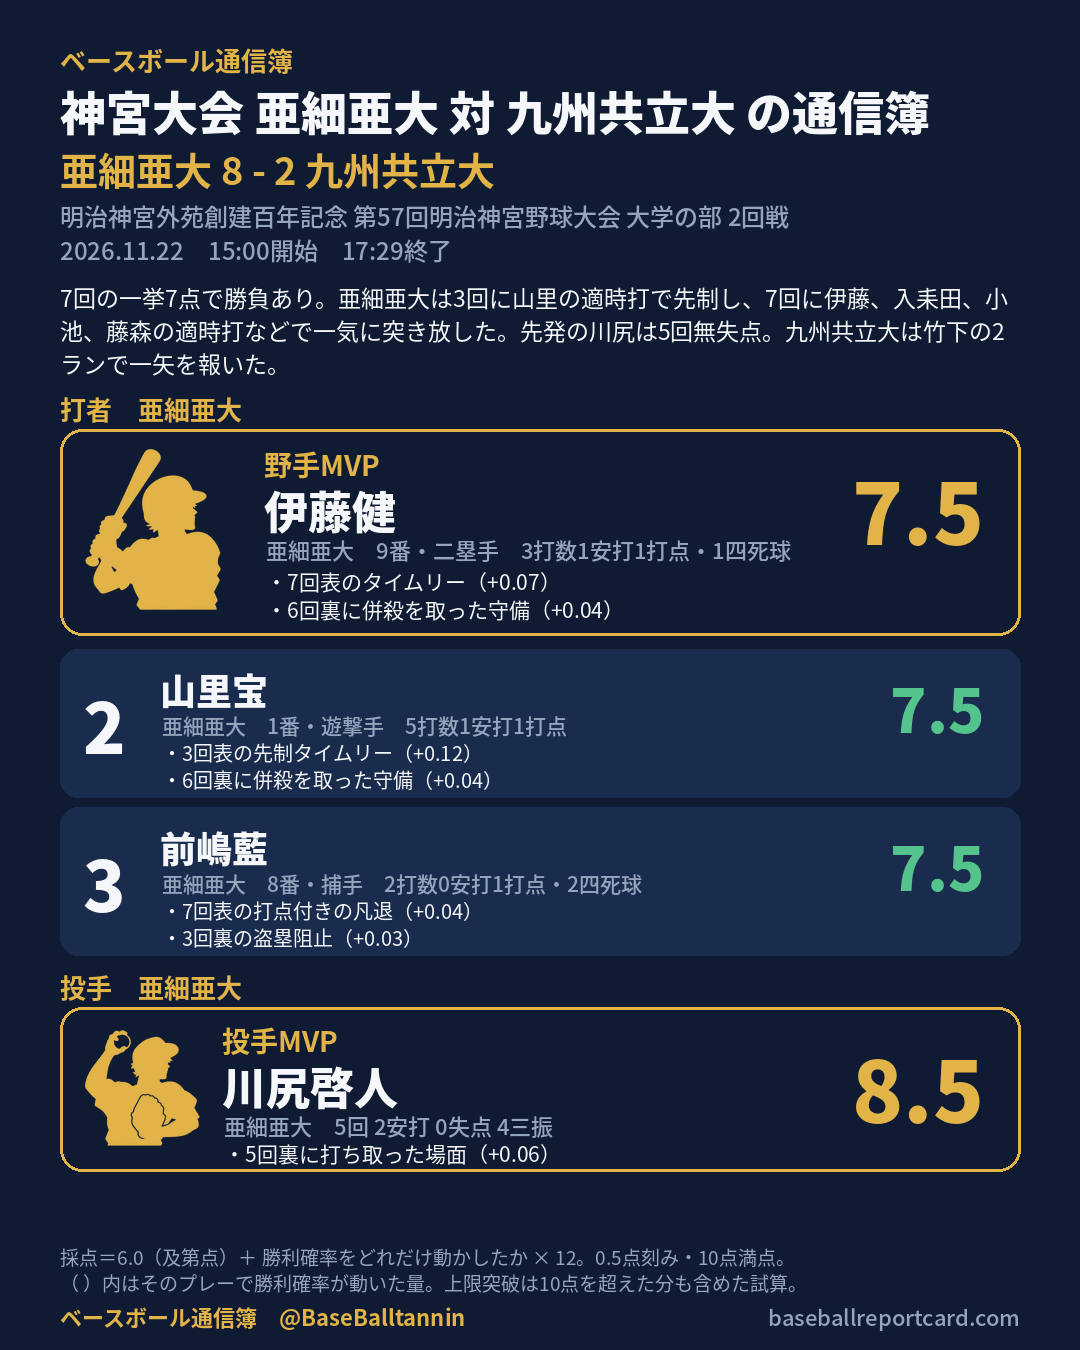 ベースボール通信簿
神宮大会 亜細亜大 対 九州共立大 の通信簿
亜細亜大 8 - 2 九州共立大
明治神宮外苑創建百年記念 第57回明治神宮野球大会 大学の部 2回戦
2026.11.22　15:00開始　17:29終了
7回の一挙7点で勝負あり。亜細亜大は3回に山里の適時打で先制し、7回に伊藤、入耒田、小
池、藤森の適時打などで一気に突き放した。先発の川尻は5回無失点。九州共立大は竹下の2
ランで一矢を報いた。
打者　亜細亜大
野手MVP
伊藤健
亜細亜大　9番・二塁手　3打数1安打1打点・1四死球
・7回表のタイムリー（+0.07）
・6回裏に併殺を取った守備（+0.04）
7.5
2
山里宝
亜細亜大　1番・遊撃手　5打数1安打1打点
・3回表の先制タイムリー（+0.12）
・6回裏に併殺を取った守備（+0.04）
7.5
3
前嶋藍
亜細亜大　8番・捕手　2打数0安打1打点・2四死球
・7回表の打点付きの凡退（+0.04）
・3回裏の盗塁阻止（+0.03）
7.5
投手　亜細亜大
投手MVP
川尻啓人
亜細亜大　5回 2安打 0失点 4三振
・5回裏に打ち取った場面（+0.06）
8.5
採点＝6.0（及第点）＋ 勝利確率をどれだけ動かしたか × 12。0.5点刻み・10点満点。
（ ）内はそのプレーで勝利確率が動いた量。上限突破は10点を超えた分も含めた試算。
ベースボール通信簿　@BaseBalltannin
baseballreportcard.com